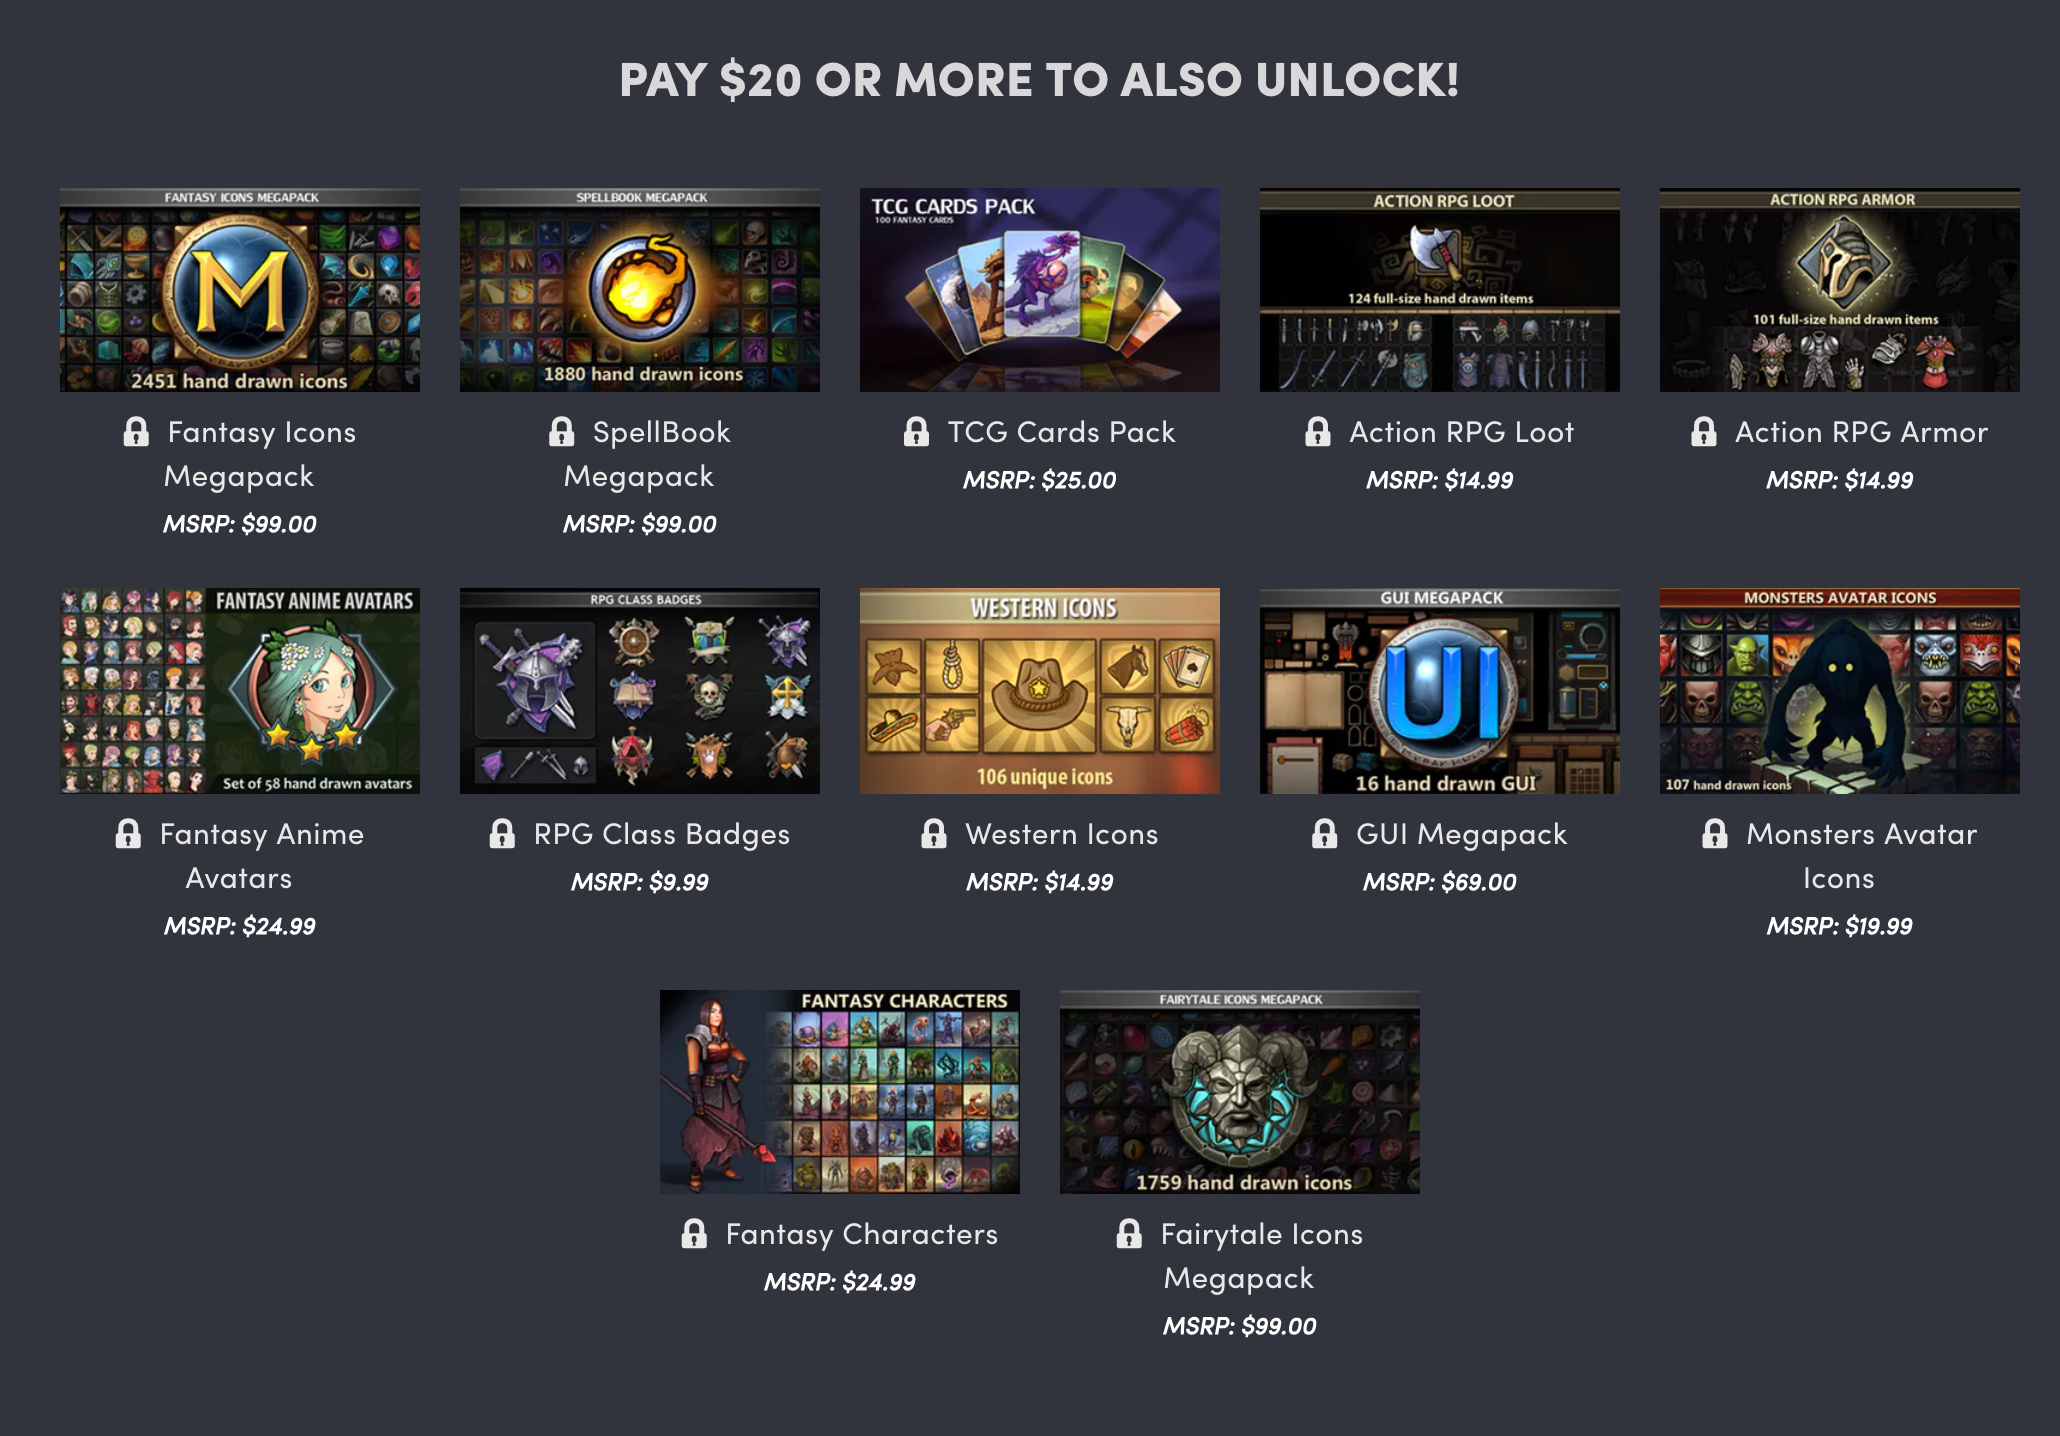 PAY $20 OR MORE TO ALSO UNLOCK!
FANTASY ICONS MEGAPACK
M
2451 hand drawn icons
Fantasy Icons
Megapack
MSRP: $99.00
SPELLBOOK MEGAPACK
1880 hand drawn icons
SpellBook
Megapack
MSRP: $99.00
TCG CARDS PACK
100 FANTASY CARDS
TCG Cards Pack
MSRP: $25.00
ACTION RPG LOOT
124 full-size hand drawn items
Action RPG Loot
MSRP: $14.99
ACTION RPG ARMOR
101 full-size hand drawn items
Action RPG Armor
MSRP: $14.99
FANTASY ANIME AVATARS
Set of 58 hand drawn avatars
Fantasy Anime
Avatars
MSRP: $24.99
RPG CLASS BADGES
RPG Class Badges
MSRP: $9.99
WESTERN ICONS
106 unique icons
Western Icons
MSRP: $14.99
GUI MEGAPACK
UI
16 hand drawn GUI
GUI Megapack
MSRP: $69.00
MONSTERS AVATAR ICONS
107 hand drawn icons
Monsters Avatar
Icons
MSRP: $19.99
FANTASY CHARACTERS
Fantasy Characters
MSRP: $24.99
FAIRYTALE ICONS MEGAPACK
1759 hand drawn icons
Fairytale Icons
Megapack
MSRP: $99.00